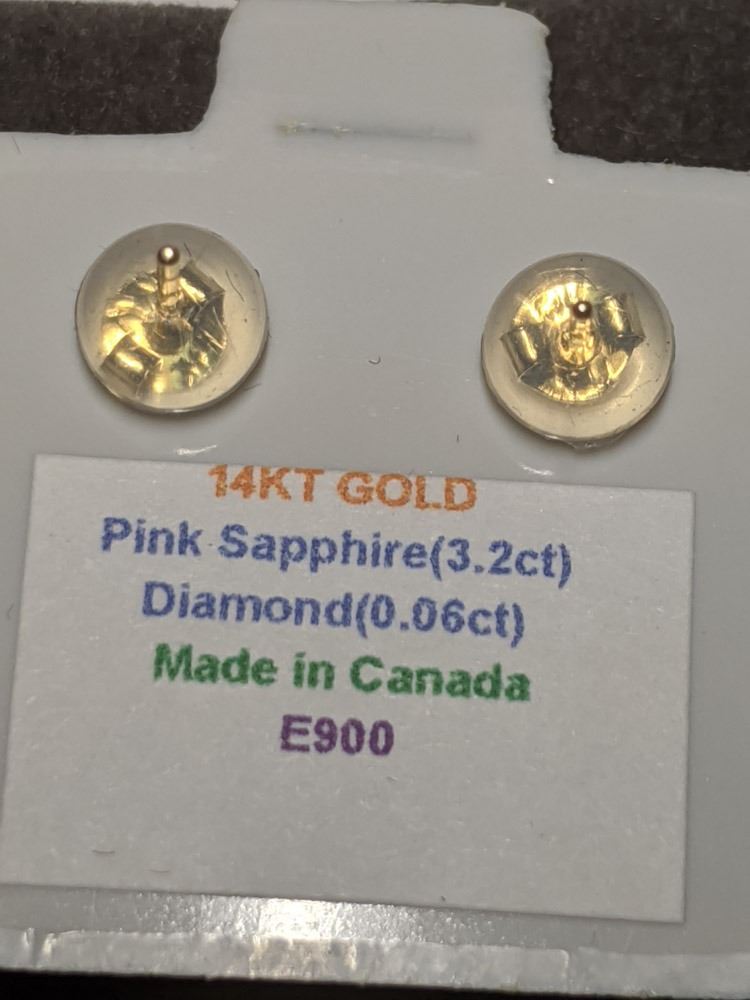 14KT GOLD
Pink Sapphire(3.2ct)
Diamond(0.06ct)
Made in Canada
E900